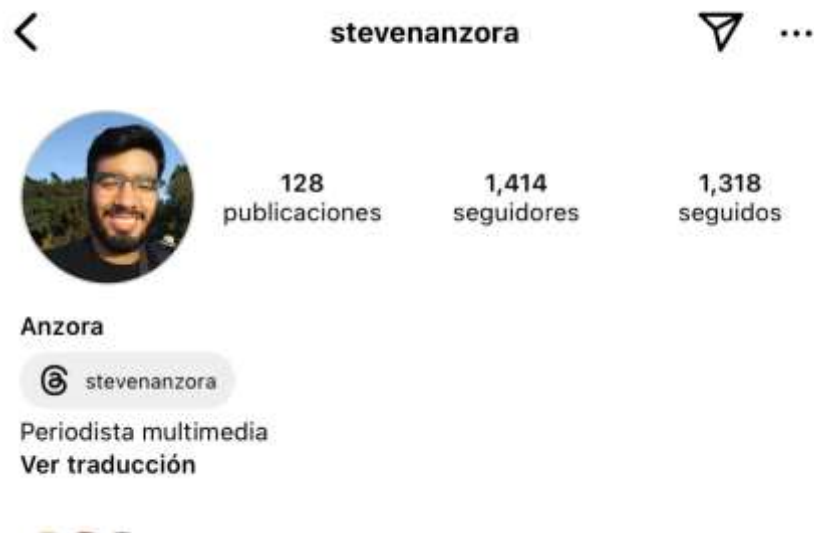 stevenanzora
128 1,414 1,318
publicaciones seguidores seguidos
Anzora
stevenanzora
Periodista multimedia
Ver traducción